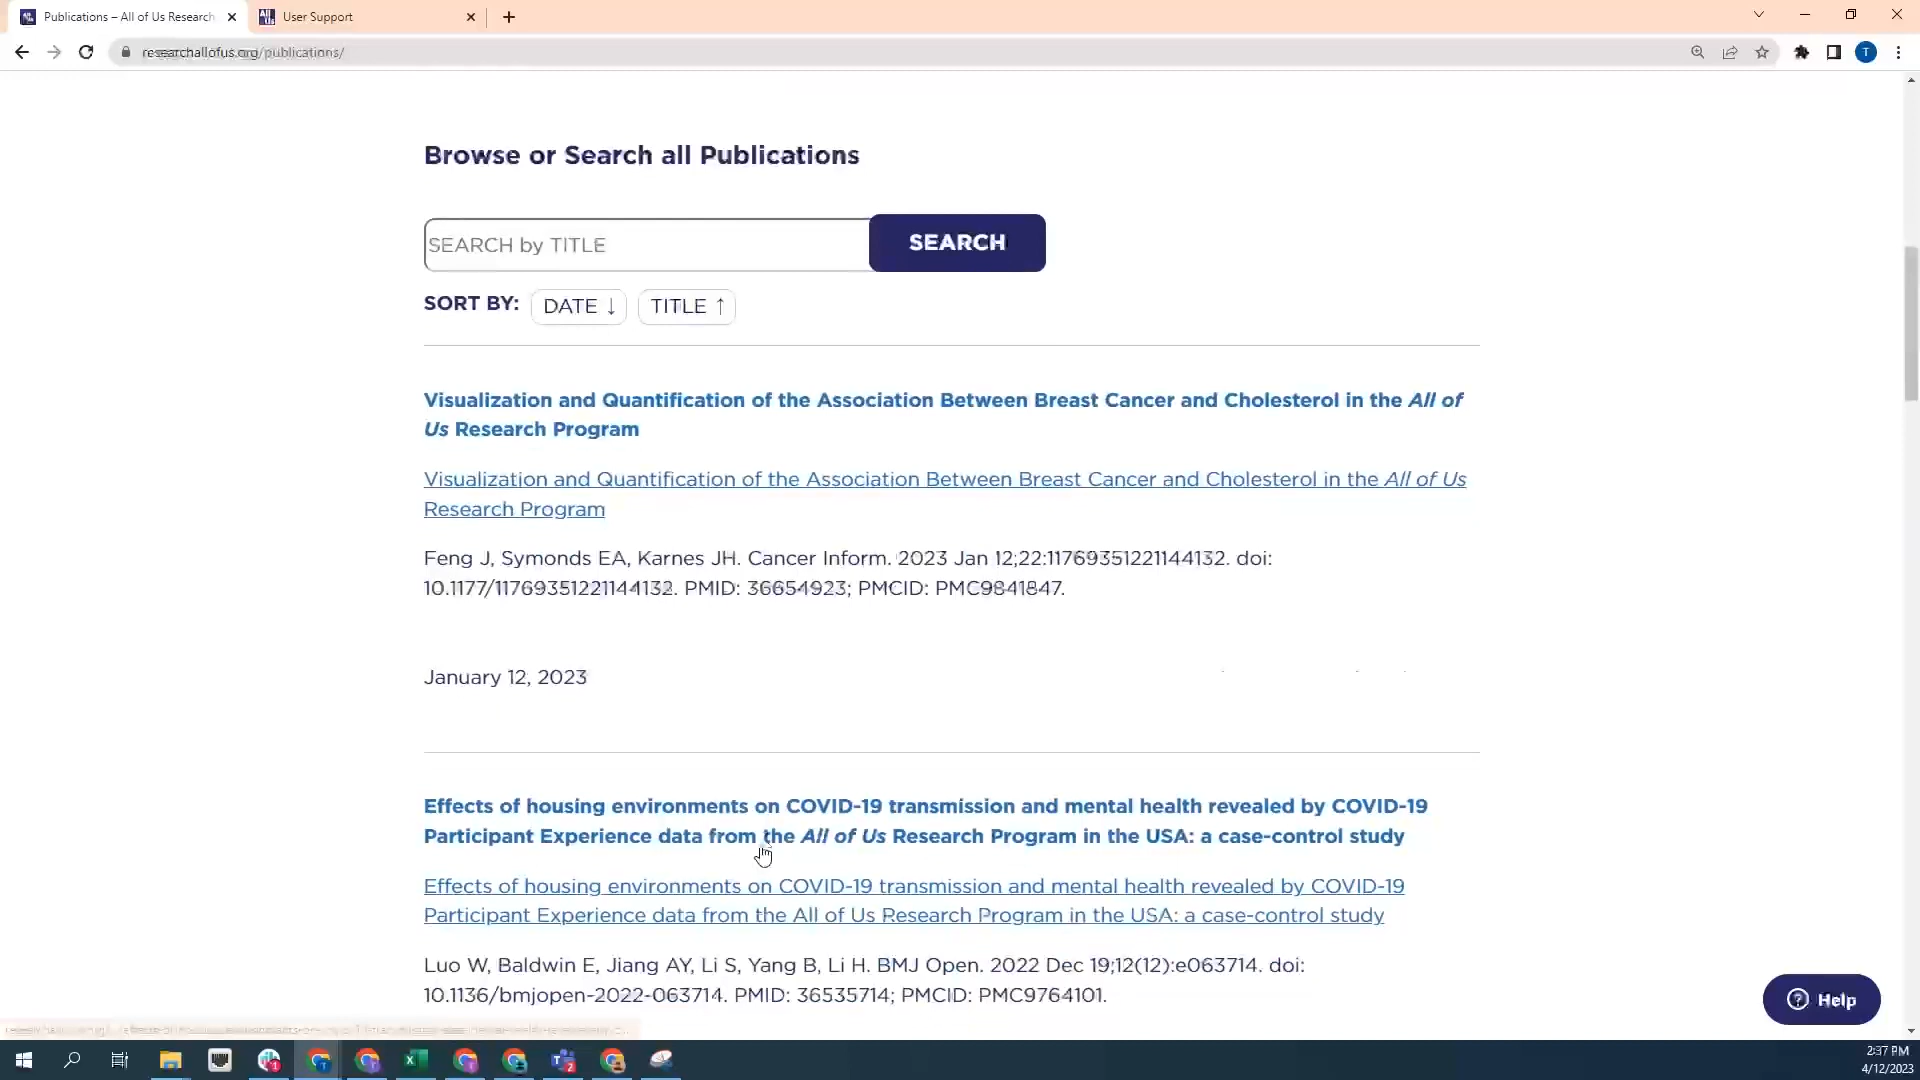 Publications – All of Us Research
User Support
researchallofus.org/publications/
T
Browse or Search all Publications
SEARCH by TITLE
SEARCH
SORT BY:
DATE ↓
TITLE ↑
Visualization and Quantification of the Association Between Breast Cancer and Cholesterol in the All of
Us Research Program
Visualization and Quantification of the Association Between Breast Cancer and Cholesterol in the All of Us
Research Program
Feng J, Symonds EA, Karnes JH. Cancer Inform. 2023 Jan 12;22:11769351221144132. doi:
10.1177/11769351221144132. PMID: 36654923; PMCID: PMC9841847.
January 12, 2023
Effects of housing environments on COVID-19 transmission and mental health revealed by COVID-19
Participant Experience data from the All of Us Research Program in the USA: a case-control study
Effects of housing environments on COVID-19 transmission and mental health revealed by COVID-19
Participant Experience data from the All of Us Research Program in the USA: a case-control study
Luo W, Baldwin E, Jiang AY, Li S, Yang B, Li H. BMJ Open. 2022 Dec 19;12(12):e063714. doi:
10.1136/bmjopen-2022-063714. PMID: 36535714; PMCID: PMC9764101.
Help
2:37 PM
4/12/2023